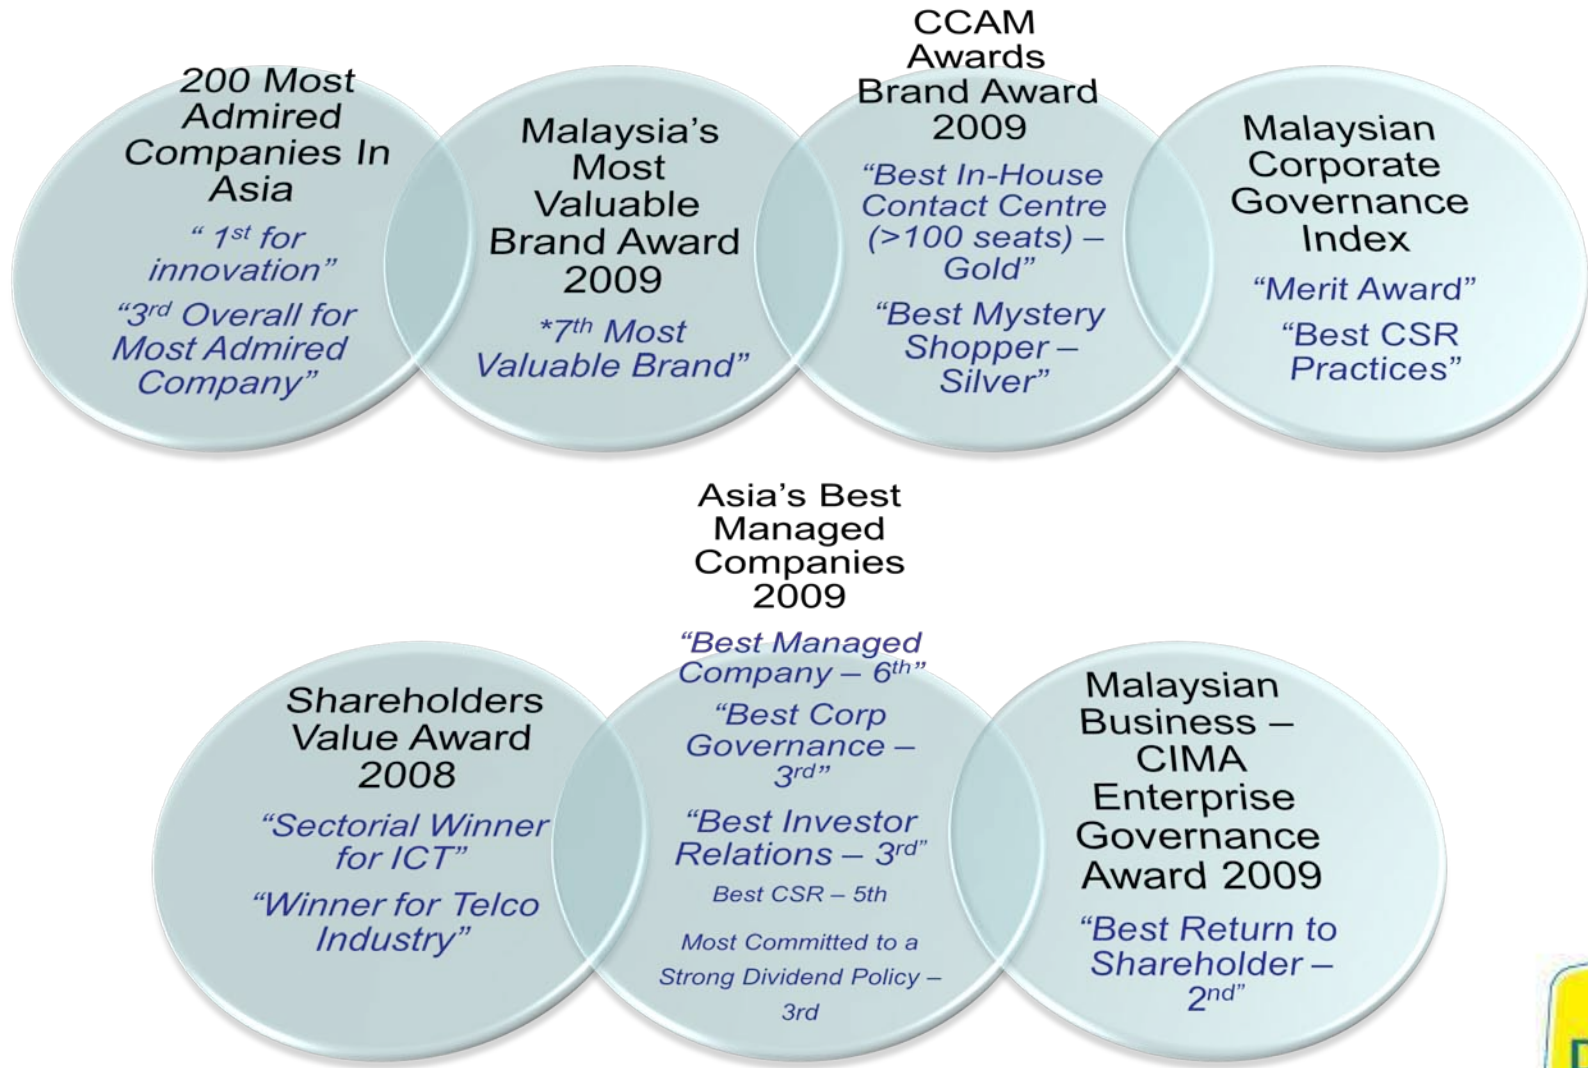 200 Most
Admired
Companies In
Asia
“ 1st for
innovation”
“3rd Overall for
Most Admired
Company”
Malaysia’s
Most
Valuable
Brand Award
2009
*7th Most
Valuable Brand”
CCAM
Awards
Brand Award
2009
“Best In-House
Contact Centre
(>100 seats) –
Gold”
“Best Mystery
Shopper –
Silver”
Malaysian
Corporate
Governance
Index
“Merit Award”
“Best CSR
Practices”
Shareholders
Value Award
2008
“Sectorial Winner
for ICT”
“Winner for Telco
Industry”
Asia’s Best
Managed
Companies
2009
“Best Managed
Company – 6th”
“Best Corp
Governance –
3rd”
“Best Investor
Relations – 3rd”
Best CSR – 5th
Most Committed to a
Strong Dividend Policy –
3rd
Malaysian
Business –
CIMA
Enterprise
Governance
Award 2009
“Best Return to
Shareholder –
2nd”